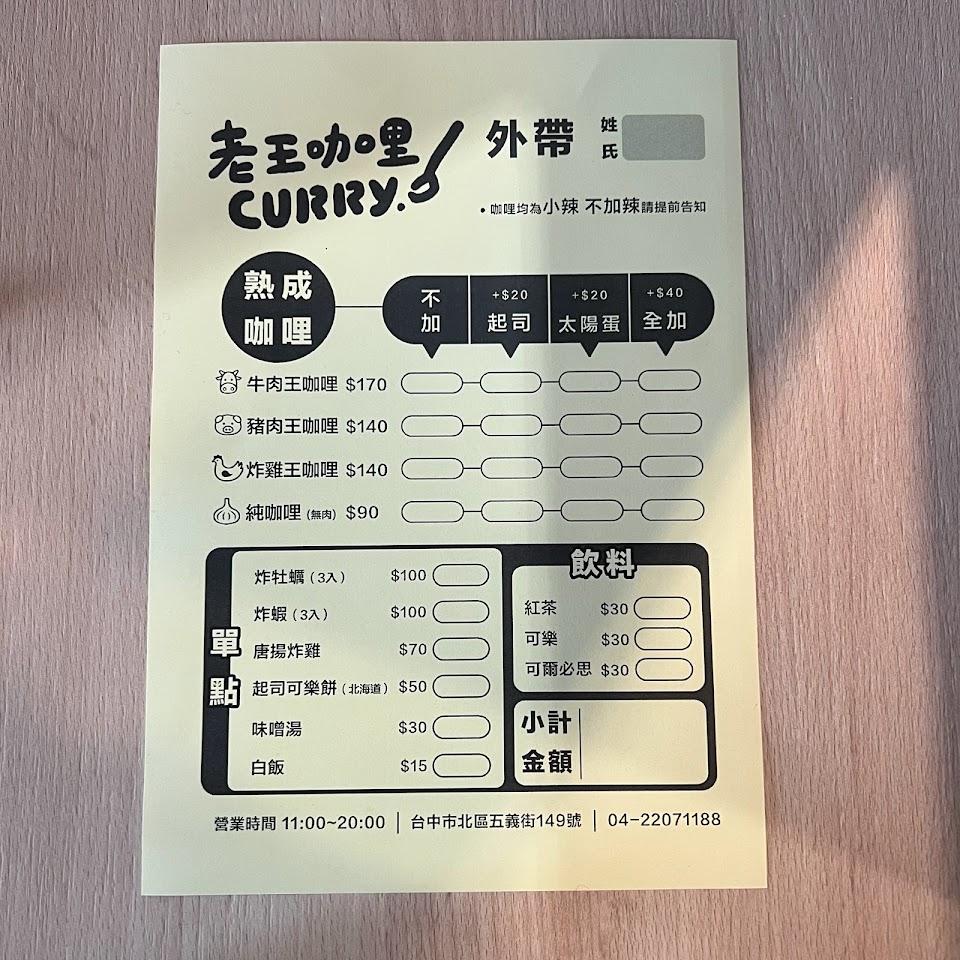 老王咖哩
CURRY.
外帶
姓氏
•咖哩均為小辣 不加辣請提前告知
熟成
咖哩
不加
+$20 起司
+$20 太陽蛋
+$40 全加
牛肉王咖哩 $170
豬肉王咖哩 $140
炸雞王咖哩 $140
純咖哩 (無肉) $90
單點
炸牡蠣(3入) $100
炸蝦(3入) $100
唐揚炸雞 $70
起司可樂餅(北海道) $50
味噌湯 $30
白飯 $15
飲料
紅茶 $30
可樂 $30
可爾必思 $30
小計
金額
營業時間 11:00~20:00 | 台中市北區五義街149號 | 04-22071188